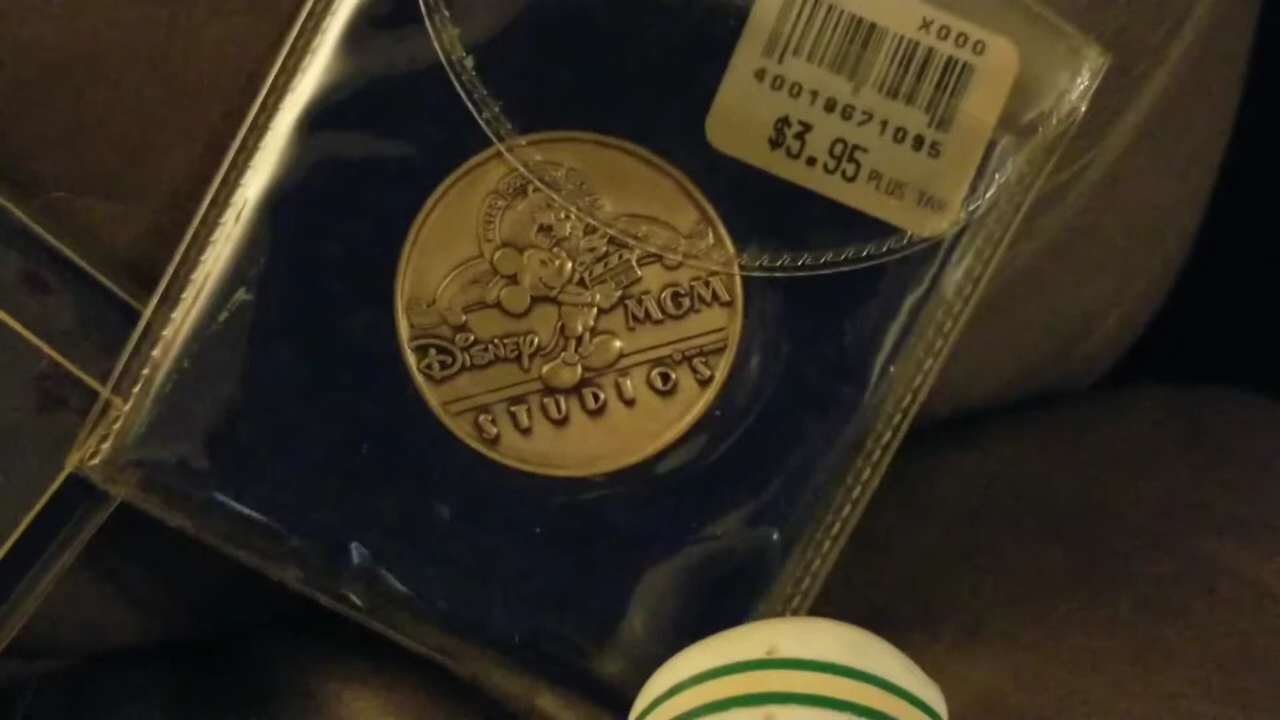 X000
40019671095
$3.95 PLUS TAX
MGM
DISNEY
STUDIOS